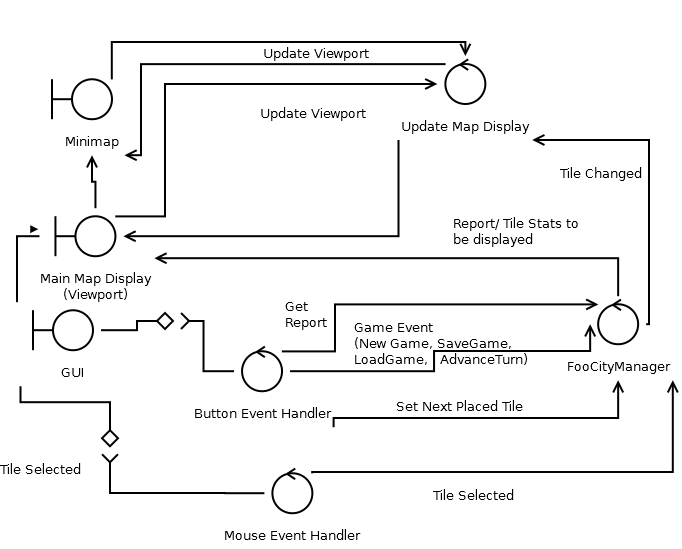 Update Viewport
Minimap
Update Viewport
Update Map Display
Tile Changed
Report/ Tile Stats to
be displayed
Main Map Display
(Viewport)
Get
Report
Game Event
(New Game, SaveGame,
LoadGame, AdvanceTurn)
GUI
FooCityManager
Button Event Handler
Set Next Placed Tile
Tile Selected
Tile Selected
Mouse Event Handler